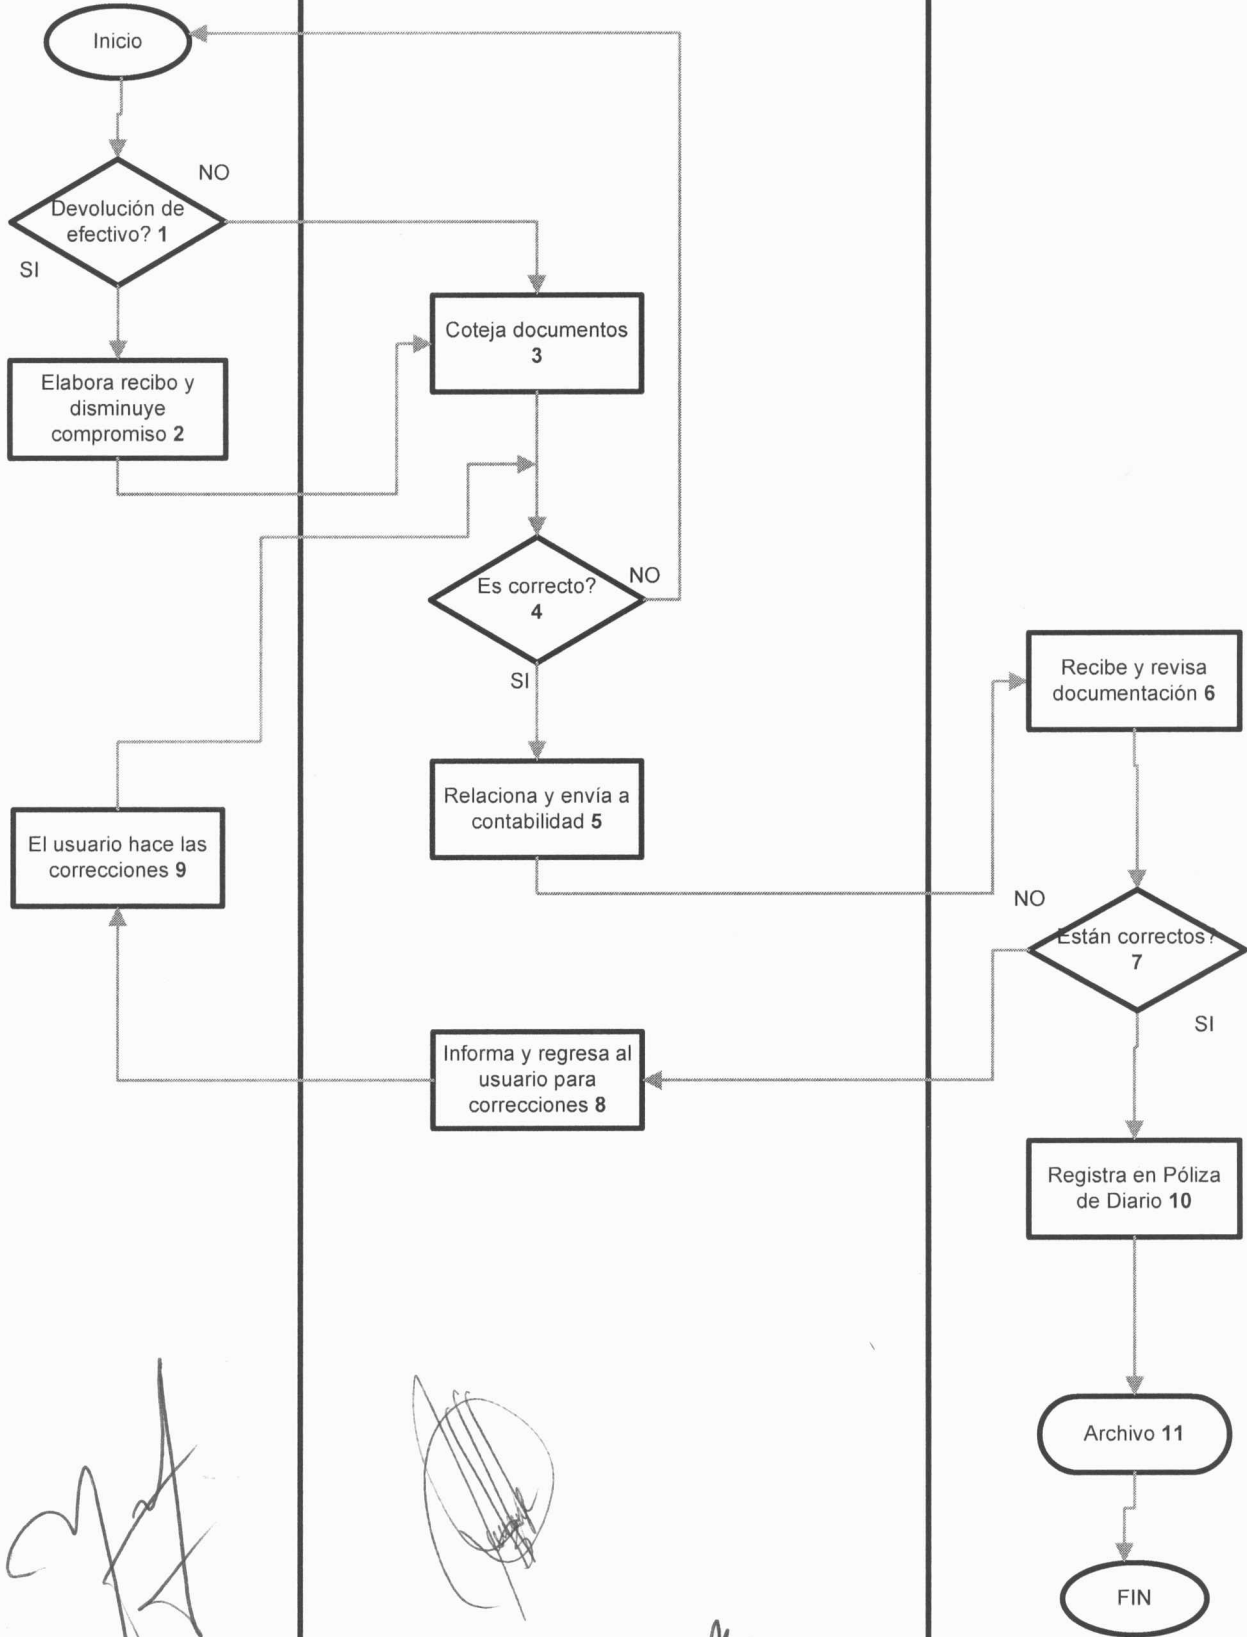 Inicio
NO
Devolución de
efectivo? 1
SI
Coteja documentos
3
Elabora recibo y
disminuye
compromiso 2
Es correcto?
4
NO
SI
Recibe y revisa
documentación 6
Relaciona y envía a
contabilidad 5
El usuario hace las
correcciones 9
NO
Están correctos?
7
SI
Informa y regresa al
usuario para
correcciones 8
Registra en Póliza
de Diario 10
Archivo 11
FIN